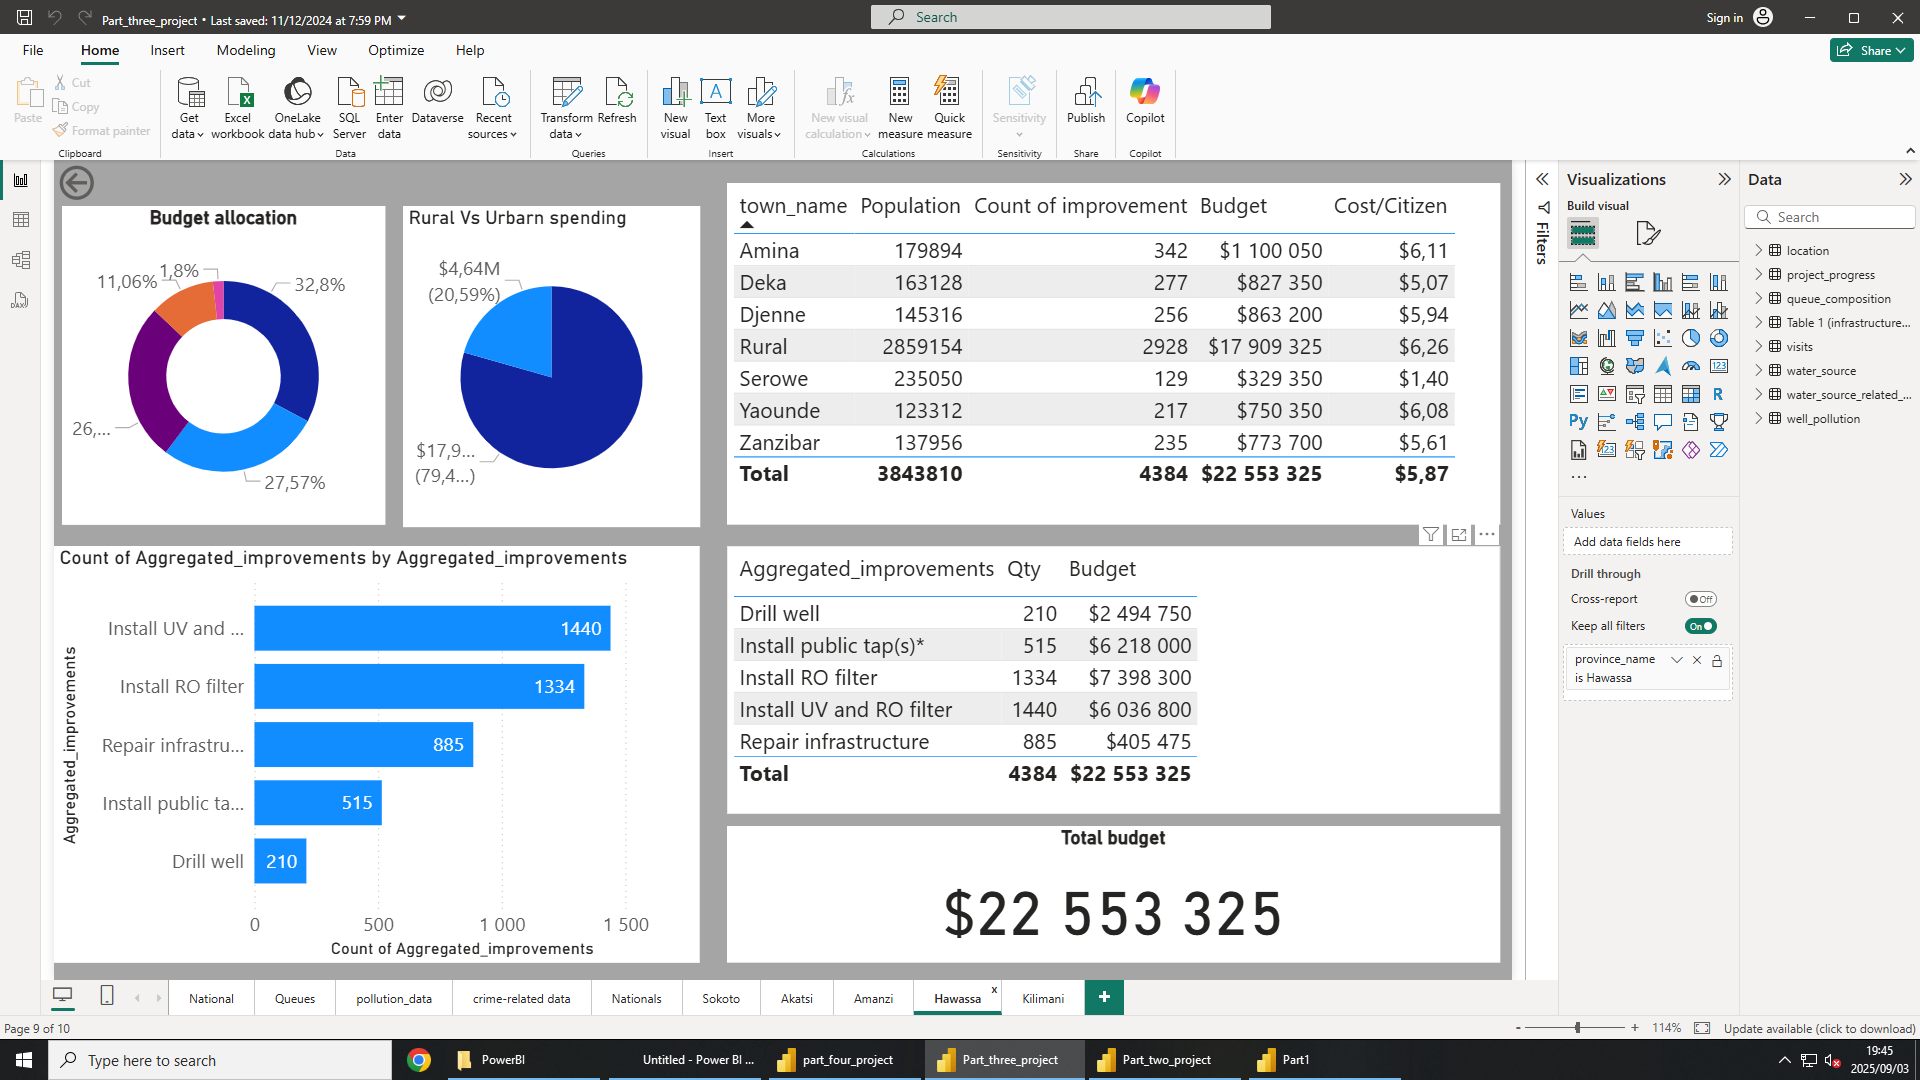 Part_three_project • Last saved: 11/12/2024 at 7:59 PM
Search
Sign in
File Home Insert Modeling View Optimize Help
Share
Paste
Cut
Copy
Format painter
Clipboard
Get data
Excel workbook
OneLake data hub
SQL Server
Enter data
Dataverse
Recent sources
Data
Transform data
Refresh
Queries
New visual
Text box
More visuals
Insert
New visual calculation
New measure
Quick measure
Calculations
Sensitivity
Sensitivity
Publish
Share
Copilot
Copilot
Budget allocation
1,8%
11,06%
32,8%
26,...
27,57%
Rural Vs Urbarn spending
$4,64M
(20,59%)
$17,9...
(79,4...)
town_name Population Count of improvement Budget Cost/Citizen
Amina 179894 342 $1 100 050 $6,11
Deka 163128 277 $827 350 $5,07
Djenne 145316 256 $863 200 $5,94
Rural 2859154 2928 $17 909 325 $6,26
Serowe 235050 129 $329 350 $1,40
Yaounde 123312 217 $750 350 $6,08
Zanzibar 137956 235 $773 700 $5,61
Total 3843810 4384 $22 553 325 $5,87
Count of Aggregated_improvements by Aggregated_improvements
Aggregated_improvements
Install UV and ... 1440
Install RO filter 1334
Repair infrastru... 885
Install public ta... 515
Drill well 210
0 500 1 000 1 500
Count of Aggregated_improvements
Aggregated_improvements Qty Budget
Drill well 210 $2 494 750
Install public tap(s)* 515 $6 218 000
Install RO filter 1334 $7 398 300
Install UV and RO filter 1440 $6 036 800
Repair infrastructure 885 $405 475
Total 4384 $22 553 325
Total budget
$22 553 325
Filters
Visualizations
Build visual
R
Py
123
...
Values
Add data fields here
Drill through
Cross-report Off
Keep all filters On
province_name
is Hawassa
Data
Search
location
project_progress
queue_composition
Table 1 (infrastructure...
visits
water_source
water_source_related_...
well_pollution
National Queues pollution_data crime-related data Nationals Sokoto Akatsi Amanzi Hawassa x Kilimani +
Page 9 of 10
- + 114%
Update available (click to download)
Type here to search
PowerBI
Untitled - Power BI ...
part_four_project
Part_three_project
Part_two_project
Part1
19:45
2025/09/03